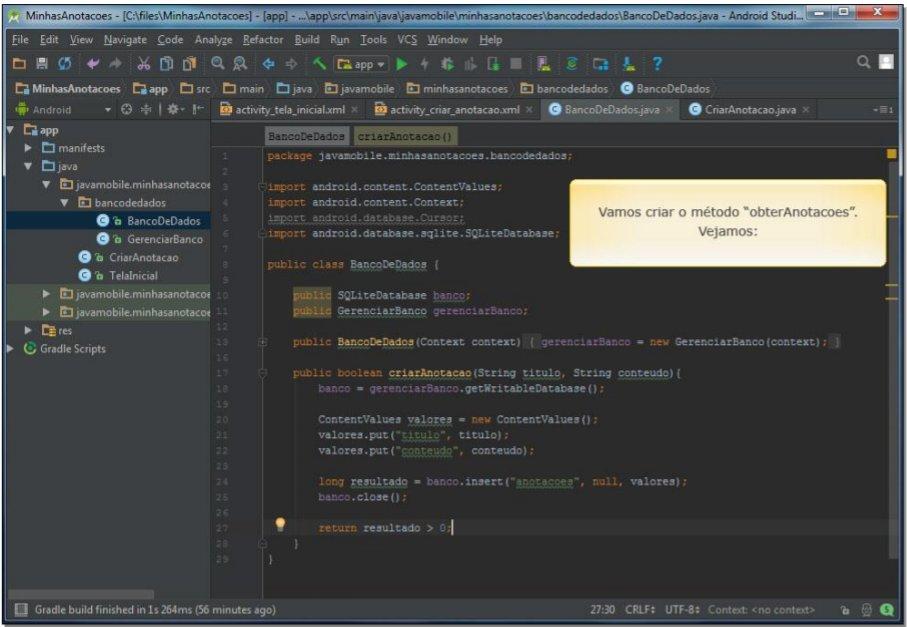 MinhasAnotacoes - [C:\files\MinhasAnotacoes] - [app] - ...\app\src\main\java\javamobile\minhasanotacoes\bancodedados\BancoDeDados.java - Android Studi...
File Edit View Navigate Code Analyze Refactor Build Run Tools VCS Window Help
app
MinhasAnotacoes app src main java javamobile minhasanotacoes bancodedados BancoDeDados
Android activity_tela_inicial.xml × activity_criar_anotacao.xml × BancoDeDados.java × CriarAnotacao.java ×
app
manifests
java
javamobile.minhasanotacoe
bancodedados
BancoDeDados
GerenciarBanco
CriarAnotacao
TelaInicial
javamobile.minhasanotacoe
javamobile.minhasanotacoe
res
Gradle Scripts
BancoDeDados criarAnotacao()
1 package javamobile.minhasanotacoes.bancodedados;
2
3 import android.content.ContentValues;
4 import android.content.Context;
5 import android.database.Cursor;
6 import android.database.sqlite.SQLiteDatabase;
7
8 public class BancoDeDados {
9
10 public SQLiteDatabase banco;
11 public GerenciarBanco gerenciarBanco;
12
13 public BancoDeDados(Context context) { gerenciarBanco = new GerenciarBanco(context); }
16
17 public boolean criarAnotacao(String titulo, String conteudo){
18 banco = gerenciarBanco.getWritableDatabase();
19
20 ContentValues valores = new ContentValues();
21 valores.put("titulo", titulo);
22 valores.put("conteudo", conteudo);
23
24 long resultado = banco.insert("anotacoes", null, valores);
25 banco.close();
26
27 return resultado > 0;
28 }
29 }
Vamos criar o método “obterAnotacoes”.
Vejamos:
Gradle build finished in 1s 264ms (56 minutes ago) 27:30 CRLF UTF-8 Context: <no context>